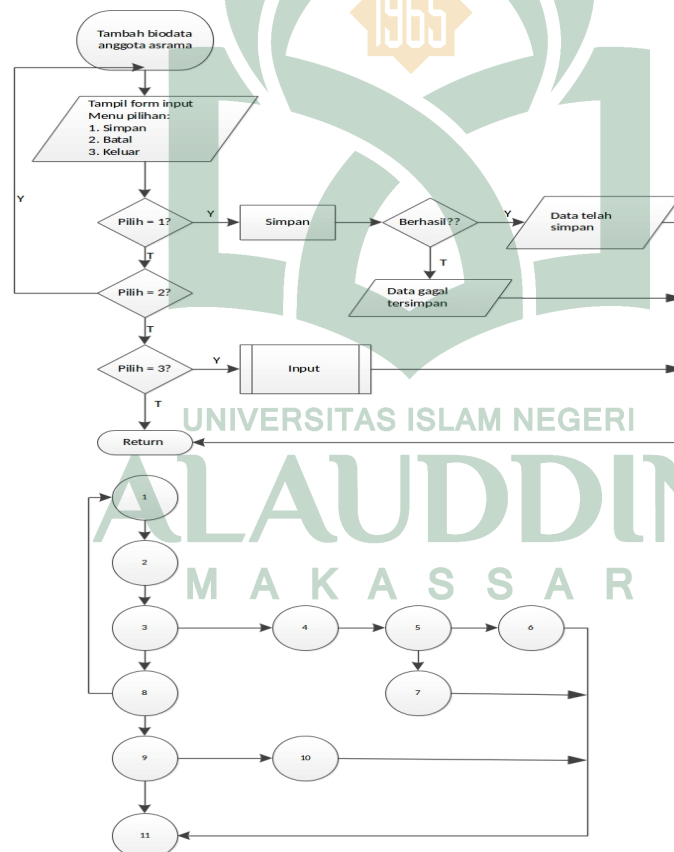 1965
Tambah biodata
anggota asrama
Tampil form input
Menu pilihan:
1. Simpan
2. Batal
3. Keluar
Y
Pilih = 1?
Y
Simpan
Berhasil??
Y
Data telah
simpan
T
T
Pilih = 2?
Data gagal
tersimpan
T
Pilih = 3?
Y
Input
T
UNIVERSITAS ISLAM NEGERI
Return
ALAUDDIN
1
2
MAKASSAR
3
4
5
6
8
7
9
10
11